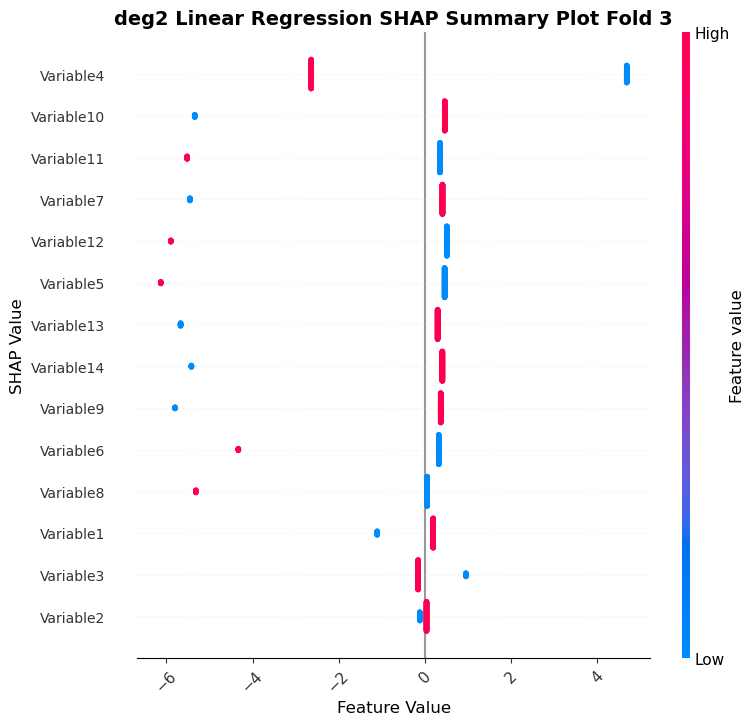 deg2 Linear Regression SHAP Summary Plot Fold 3
High
Variable4
Variable10
Variable11
Variable7
Variable12
Variable5
Variable13
Variable14
Variable9
Variable6
Variable8
Variable1
Variable3
Variable2
SHAP Value
Feature value
Low
−6
−4
−2
0
2
4
Feature Value